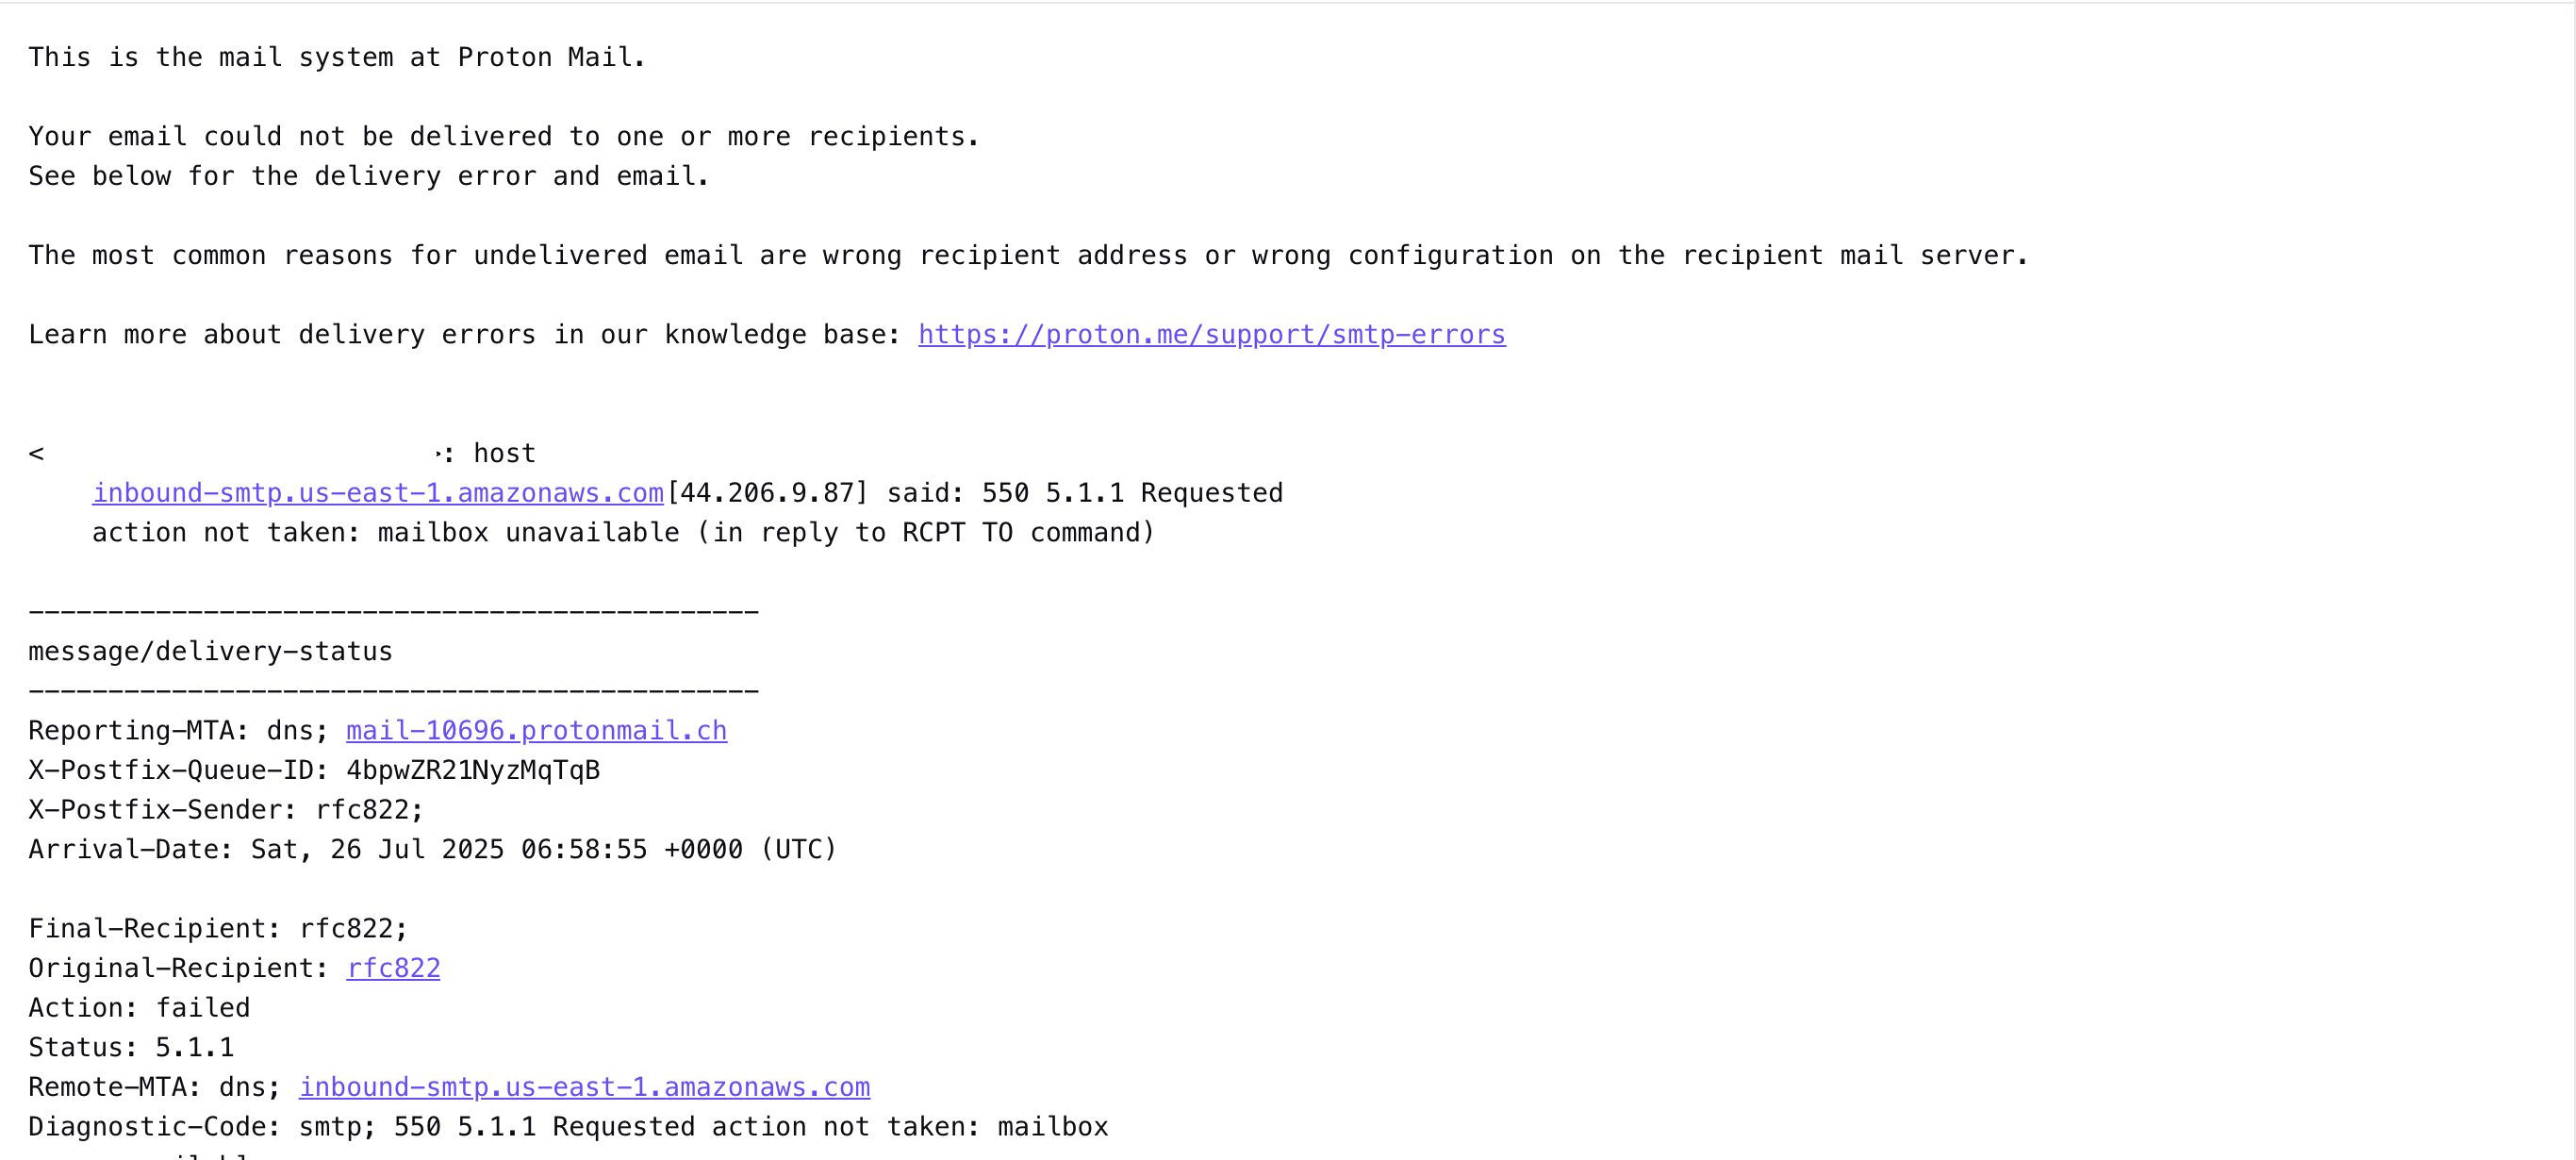 This is the mail system at Proton Mail.
Your email could not be delivered to one or more recipients.
See below for the delivery error and email.
The most common reasons for undelivered email are wrong recipient address or wrong configuration on the recipient mail server.
Learn more about delivery errors in our knowledge base: https://proton.me/support/smtp-errors
< : host
inbound-smtp.us-east-1.amazonaws.com[44.206.9.87] said: 550 5.1.1 Requested
action not taken: mailbox unavailable (in reply to RCPT TO command)
----------------------------------------------
message/delivery-status
----------------------------------------------
Reporting-MTA: dns; mail-10696.protonmail.ch
X-Postfix-Queue-ID: 4bpwZR21NyzMqTqB
X-Postfix-Sender: rfc822;
Arrival-Date: Sat, 26 Jul 2025 06:58:55 +0000 (UTC)
Final-Recipient: rfc822;
Original-Recipient: rfc822
Action: failed
Status: 5.1.1
Remote-MTA: dns; inbound-smtp.us-east-1.amazonaws.com
Diagnostic-Code: smtp; 550 5.1.1 Requested action not taken: mailbox